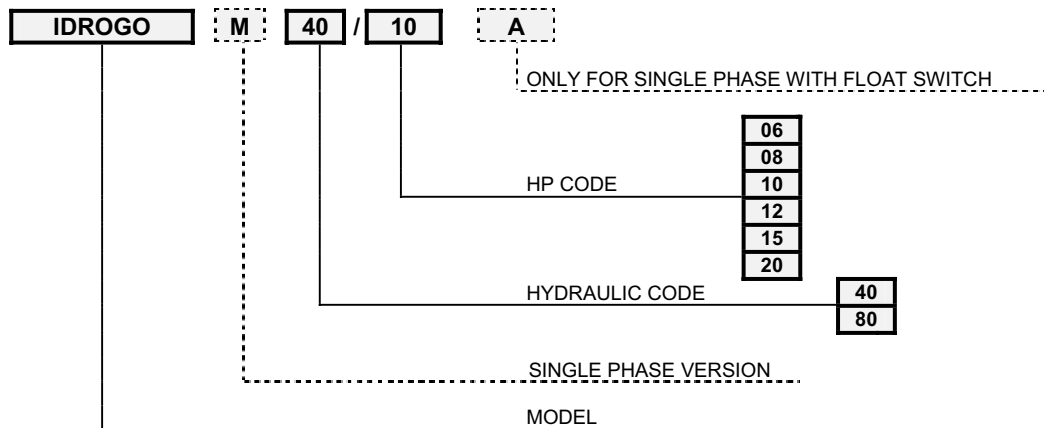 IDROGO M 40 / 10 A
ONLY FOR SINGLE PHASE WITH FLOAT SWITCH
06
08
HP CODE 10
12
15
20
HYDRAULIC CODE 40
80
SINGLE PHASE VERSION
MODEL